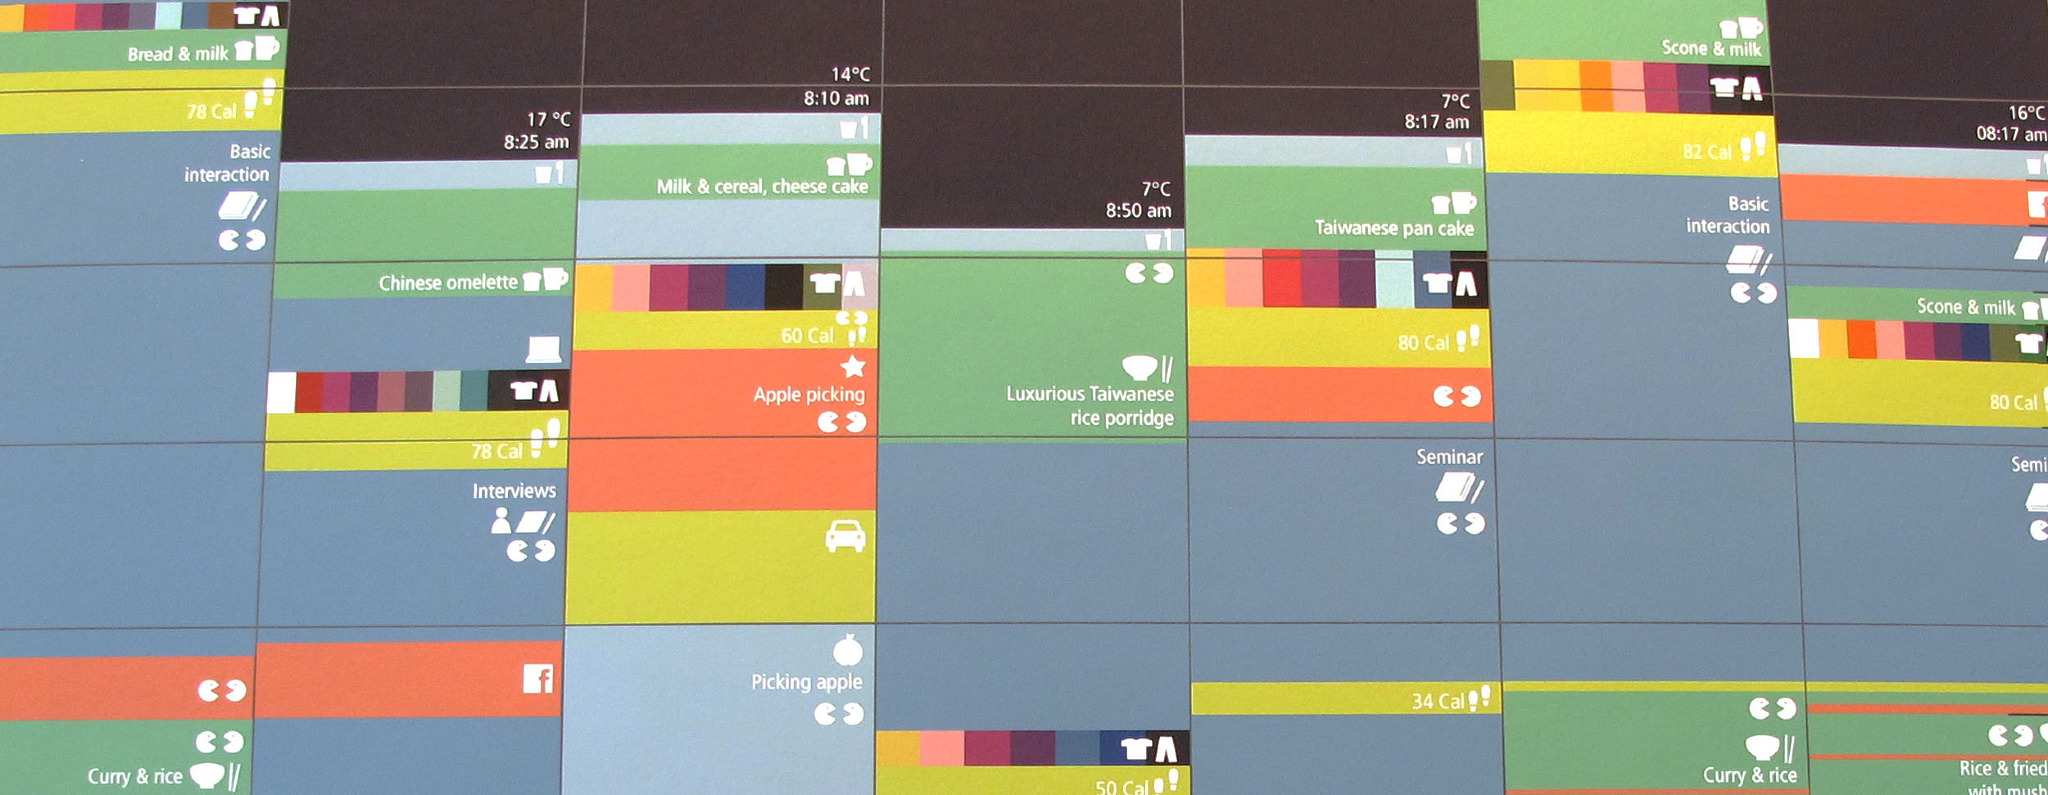 Bread & milk
78 Cal
Basic
interaction
Curry & rice
17 °C
8:25 am
Chinese omelette
78 Cal
Interviews
f
14°C
8:10 am
Milk & cereal, cheese cake
60 Cal
Apple picking
Picking apple
7°C
8:50 am
Luxurious Taiwanese
rice porridge
50 Cal
7°C
8:17 am
Taiwanese pan cake
80 Cal
Seminar
34 Cal
Scone & milk
82 Cal
Basic
interaction
Curry & rice
16°C
08:17 am
Scone & milk
80 Cal
Semi
Rice & fried
with mush